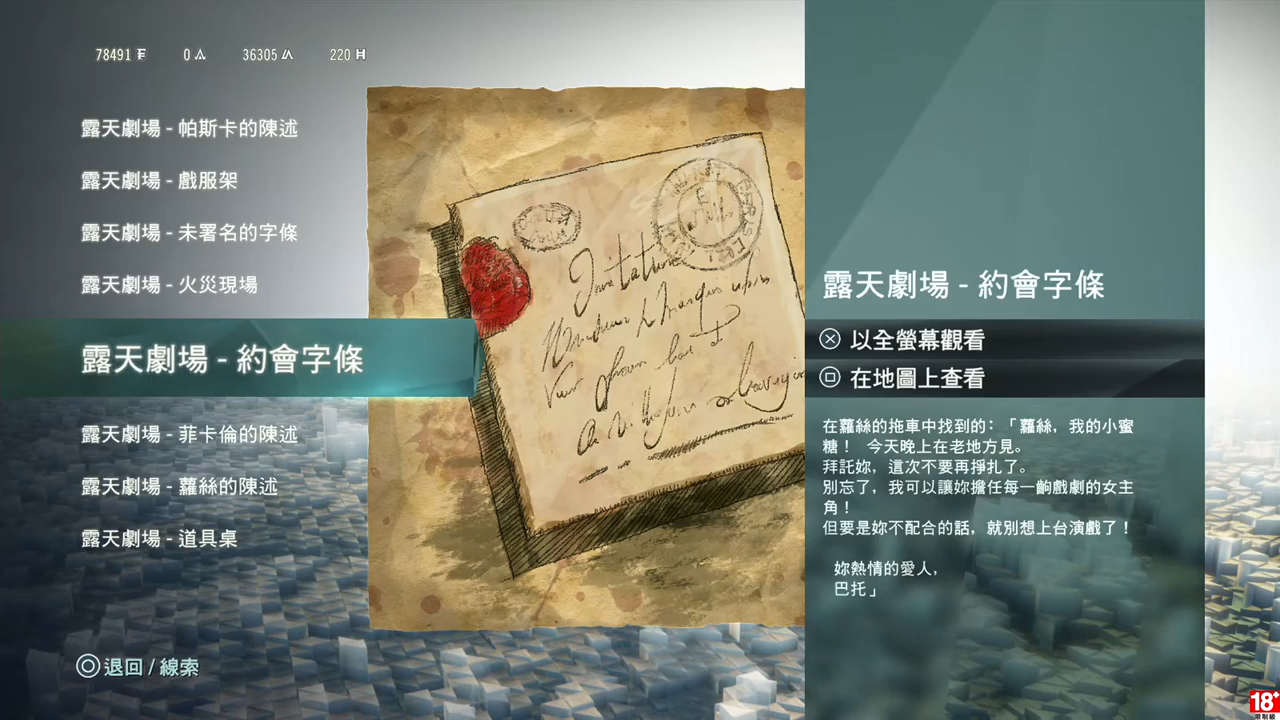 78491 0 36305 220
露天劇場 - 帕斯卡的陳述
露天劇場 - 戲服架
露天劇場 - 未署名的字條
露天劇場 - 火災現場
露天劇場 - 約會字條
露天劇場 - 菲卡倫的陳述
露天劇場 - 蘿絲的陳述
露天劇場 - 道具桌
退回 / 線索
露天劇場 - 約會字條
以全螢幕觀看
在地圖上查看
在蘿絲的拖車中找到的：「蘿絲，我的小蜜
糖！ 今天晚上在老地方見。
拜託妳，這次不要再掙扎了。
別忘了，我可以讓妳擔任每一齣戲劇的女主
角！
但要是妳不配合的話，就別想上台演戲了！
妳熱情的愛人，
巴托」
18+
限制級